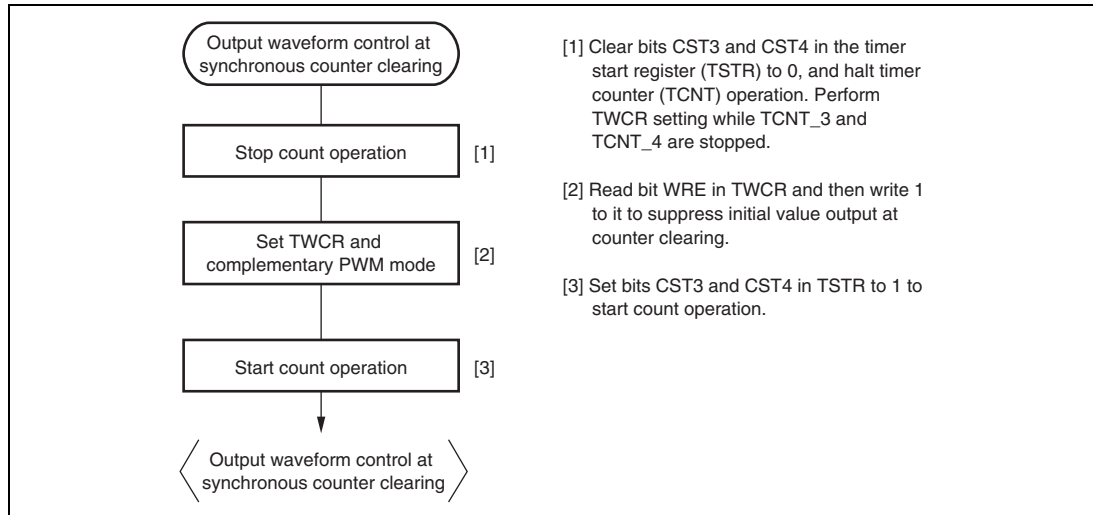 Output waveform control at
synchronous counter clearing
Stop count operation
[1]
Set TWCR and
complementary PWM mode
[2]
Start count operation
[3]
Output waveform control at
synchronous counter clearing
[1] Clear bits CST3 and CST4 in the timer
start register (TSTR) to 0, and halt timer
counter (TCNT) operation. Perform
TWCR setting while TCNT_3 and
TCNT_4 are stopped.
[2] Read bit WRE in TWCR and then write 1
to it to suppress initial value output at
counter clearing.
[3] Set bits CST3 and CST4 in TSTR to 1 to
start count operation.